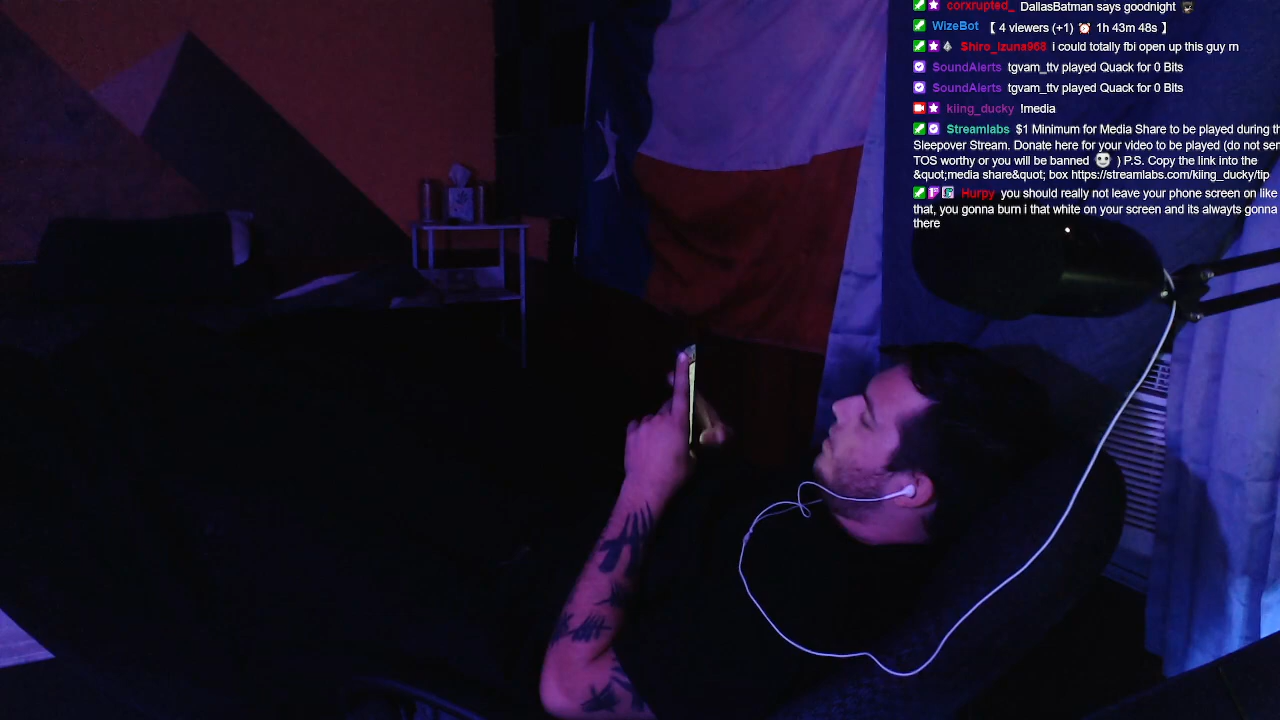 corxrupted_ DallasBatman says goodnight
WizeBot 【 4 viewers (+1) ⏰ 1h 43m 48s 】
Shiro_Izuna968 i could totally fbi open up this guy rn
SoundAlerts tgvam_ttv played Quack for 0 Bits
SoundAlerts tgvam_ttv played Quack for 0 Bits
kiing_ducky !media
Streamlabs $1 Minimum for Media Share to be played during the
Sleepover Stream. Donate here for your video to be played (do not sen
TOS worthy or you will be banned 💀 ) P.S. Copy the link into the
&quot;media share&quot; box https://streamlabs.com/kiing_ducky/tip
Hurpy you should really not leave your phone screen on like
that, you gonna burn i that white on your screen and its alwayts gonna
there